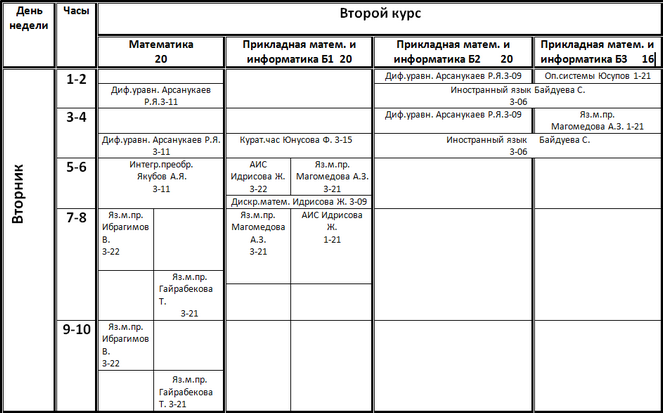 День недели
Часы
Второй курс
Математика 20
Прикладная матем. и информатика Б1 20
Прикладная матем. и информатика Б2 20
Прикладная матем. и информатика Б3 16
Вторник
1-2
Диф.уравн. Арсанукаев Р.Я.3-09
Оп.системы Юсупов 1-21
Диф.уравн. Арсанукаев
Р.Я.3-11
Иностранный язык Байдуева С.
3-06
3-4
Диф.уравн. Арсанукаев Р.Я.3-09
Яз.м.пр.
Магомедова А.З. 1-21
Диф.уравн. Арсанукаев Р.Я.
3-11
Курат.час Юнусова Ф. 3-15
Иностранный язык Байдуева С.
3-06
5-6
Интегр.преобр.
Якубов А.Я.
3-11
АИС
Идрисова Ж.
3-22
Яз.м.пр.
Магомедова А.З.
3-21
Дискр.матем. Идрисова Ж. 3-09
7-8
Яз.м.пр.
Ибрагимов
В.
3-22
Яз.м.пр.
Магомедова
А.З.
3-21
АИС Идрисова
Ж.
1-21
Яз.м.пр.
Гайрабекова
Т.
3-21
9-10
Яз.м.пр.
Ибрагимов
В.
3-22
Яз.м.пр.
Гайрабекова
Т. 3-21